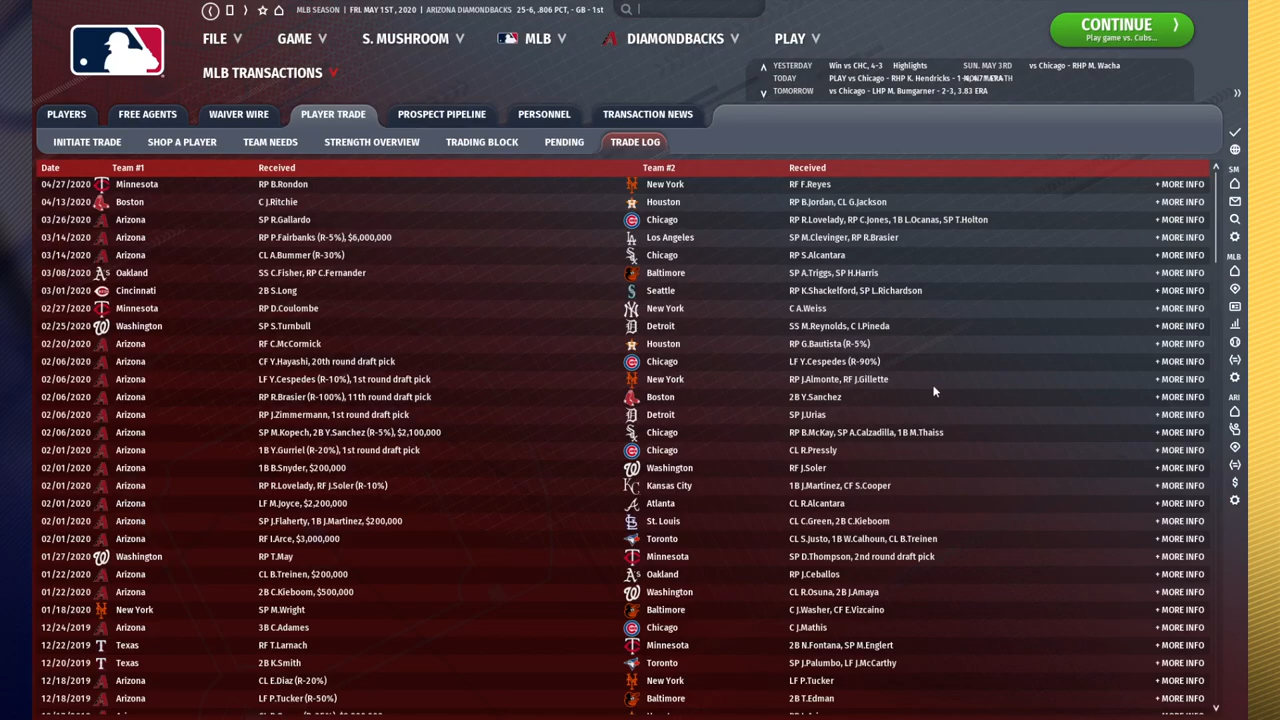 MLB SEASON | FRI. MAY 1ST , 2020 | ARIZONA DIAMONDBACKS 25-6, .806 PCT, - GB - 1st
FILE GAME S. MUSHROOM MLB DIAMONDBACKS PLAY
CONTINUE
Play game vs. Cubs...
MLB TRANSACTIONS
YESTERDAY Win vs CHC, 4-3 Highlights SUN. MAY 3RD vs Chicago - RHP M. Wacha
TODAY PLAY vs Chicago - RHP K. Hendricks -
TOMORROW vs Chicago - LHP M. Bumgarner - 2-3, 3.83 ERA
PLAYERS FREE AGENTS WAIVER WIRE PLAYER TRADE PROSPECT PIPELINE PERSONNEL TRANSACTION NEWS
INITIATE TRADE SHOP A PLAYER TEAM NEEDS STRENGTH OVERVIEW TRADING BLOCK PENDING TRADE LOG
Date Team #1 Received Team #2 Received
04/27/2020 Minnesota RP B.Rondon New York RF F.Reyes + MORE INFO
04/13/2020 Boston C J.Ritchie Houston RP B.Jordan, CL G.Jackson + MORE INFO
03/26/2020 Arizona SP R.Gallardo Chicago RP R.Lovelady, RP C.Jones, 1B L.Ocanas, SP T.Holton + MORE INFO
03/14/2020 Arizona RP P.Fairbanks (R-5%), $6,000,000 Los Angeles SP M.Clevinger, RP R.Brasier + MORE INFO
03/14/2020 Arizona CL A.Bummer (R-30%) Chicago RP S.Alcantara + MORE INFO
03/08/2020 Oakland SS C.Fisher, RP C.Fernander Baltimore SP A.Triggs, SP H.Harris + MORE INFO
03/01/2020 Cincinnati 2B S.Long Seattle RP K.Shackelford, SP L.Richardson + MORE INFO
02/27/2020 Minnesota RP D.Coulombe New York C A.Weiss + MORE INFO
02/25/2020 Washington SP S.Turnbull Detroit SS M.Reynolds, C I.Pineda + MORE INFO
02/20/2020 Arizona RF C.McCormick Houston RP G.Bautista (R-5%) + MORE INFO
02/06/2020 Arizona CF Y.Hayashi, 20th round draft pick Chicago LF Y.Cespedes (R-90%) + MORE INFO
02/06/2020 Arizona LF Y.Cespedes (R-10%), 1st round draft pick New York RP J.Almonte, RF J.Gillette + MORE INFO
02/06/2020 Arizona RP R.Brasier (R-100%), 11th round draft pick Boston 2B Y.Sanchez + MORE INFO
02/06/2020 Arizona RP J.Zimmermann, 1st round draft pick Detroit SP J.Urias + MORE INFO
02/06/2020 Arizona SP M.Kopech, 2B Y.Sanchez (R-5%), $2,100,000 Chicago RP B.McKay, SP A.Calzadilla, 1B M.Thaiss + MORE INFO
02/01/2020 Arizona 1B Y.Gurriel (R-20%), 1st round draft pick Chicago CL R.Pressly + MORE INFO
02/01/2020 Arizona 1B B.Snyder, $200,000 Washington RF J.Soler + MORE INFO
02/01/2020 Arizona RP R.Lovelady, RF J.Soler (R-10%) Kansas City 1B J.Martinez, CF S.Cooper + MORE INFO
02/01/2020 Arizona LF M.Joyce, $2,200,000 Atlanta CL R.Alcantara + MORE INFO
02/01/2020 Arizona SP J.Flaherty, 1B J.Martinez, $200,000 St. Louis CL C.Green, 2B C.Kieboom + MORE INFO
02/01/2020 Arizona RF I.Arce, $3,000,000 Toronto CL S.Justo, 1B W.Calhoun, CL B.Treinen + MORE INFO
01/27/2020 Washington RP T.May Minnesota SP D.Thompson, 2nd round draft pick + MORE INFO
01/22/2020 Arizona CL B.Treinen, $200,000 Oakland RP J.Ceballos + MORE INFO
01/22/2020 Arizona 2B C.Kieboom, $500,000 Washington CL R.Osuna, 2B J.Amaya + MORE INFO
01/18/2020 New York SP M.Wright Baltimore C J.Washer, CF E.Vizcaino + MORE INFO
12/24/2019 Arizona 3B C.Adames Chicago C J.Mathis + MORE INFO
12/22/2019 Texas RF T.Larnach Minnesota 2B N.Fontana, SP M.Englert + MORE INFO
12/20/2019 Texas 2B K.Smith Toronto SP J.Palumbo, LF J.McCarthy + MORE INFO
12/18/2019 Arizona CL E.Diaz (R-20%) New York LF P.Tucker + MORE INFO
12/18/2019 Arizona LF P.Tucker (R-50%) Baltimore 2B T.Edman + MORE INFO
SM
MLB
ARI